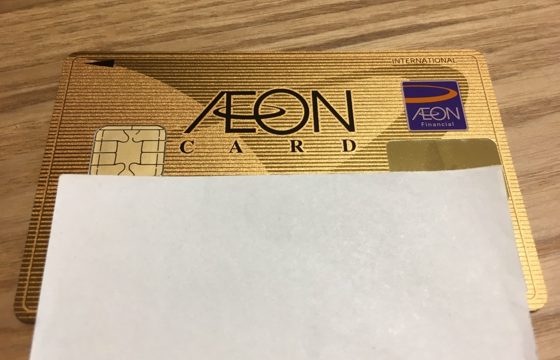 INTERNATIONAL
ÆON
CARD
ÆON
Financial